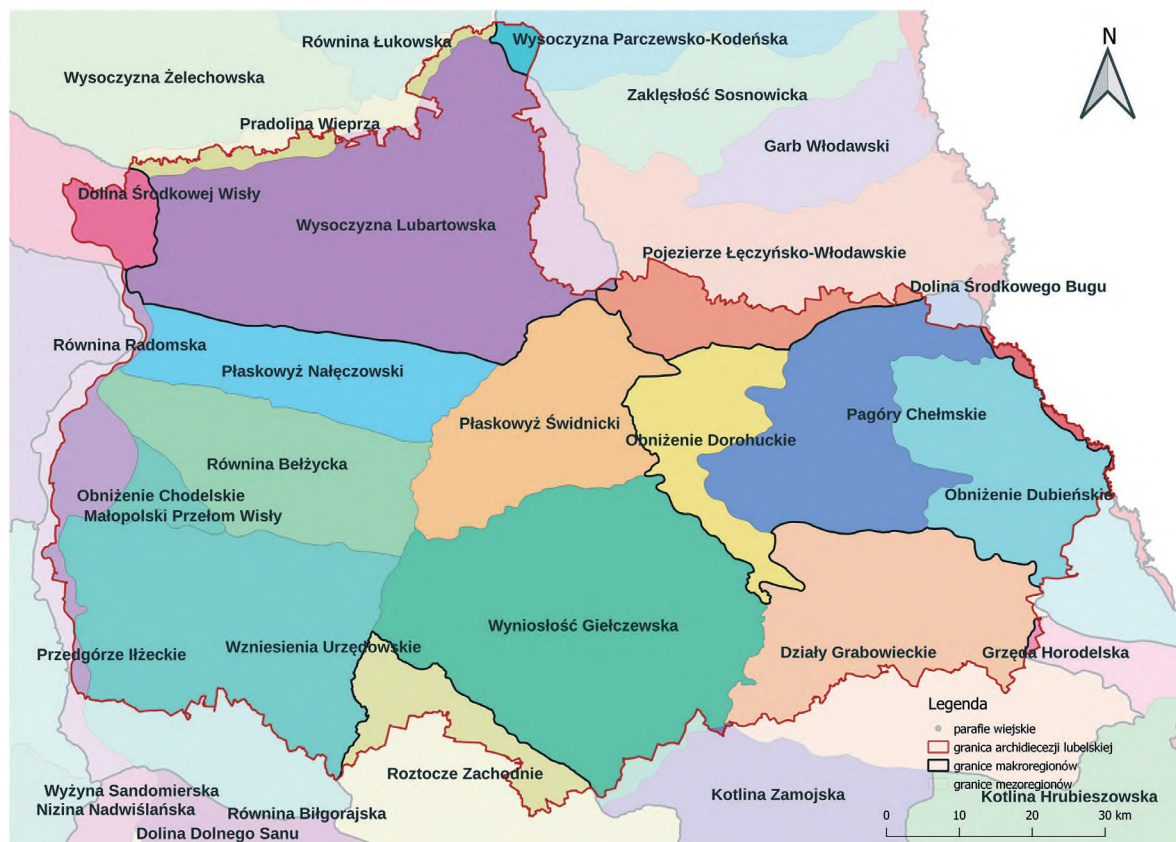 Równina Łukowska
Wysoczyzna Parczewsko-Kodeńska
N
Wysoczyzna Żelechowska
Zaklęsłość Sosnowicka
Pradolina Wieprza
Garb Włodawski
Dolina Środkowej Wisły
Wysoczyzna Lubartowska
Pojezierze Łęczyńsko-Włodawskie
Dolina Środkowego Bugu
Równina Radomska
Płaskowyż Nałęczowski
Płaskowyż Świdnicki
Pagóry Chełmskie
Obniżenie Dorohuckie
Równina Bełżycka
Obniżenie Chodelskie
Obniżenie Dubieńskie
Małopolski Przełom Wisły
Wyniosłość Giełczewska
Wzniesienia Urzędowskie
Przedgórze Iłżeckie
Działy Grabowieckie
Grzęda Horodelska
Legenda
parafie wiejskie
granica archidiecezji lubelskiej
granice makroregionów
granice mezoregionów
Roztocze Zachodnie
Wyżyna Sandomierska
Kotlina Zamojska
Kotlina Hrubieszowska
Nizina Nadwiślańska
Równina Biłgorajska
Dolina Dolnego Sanu
0 10 20 30 km